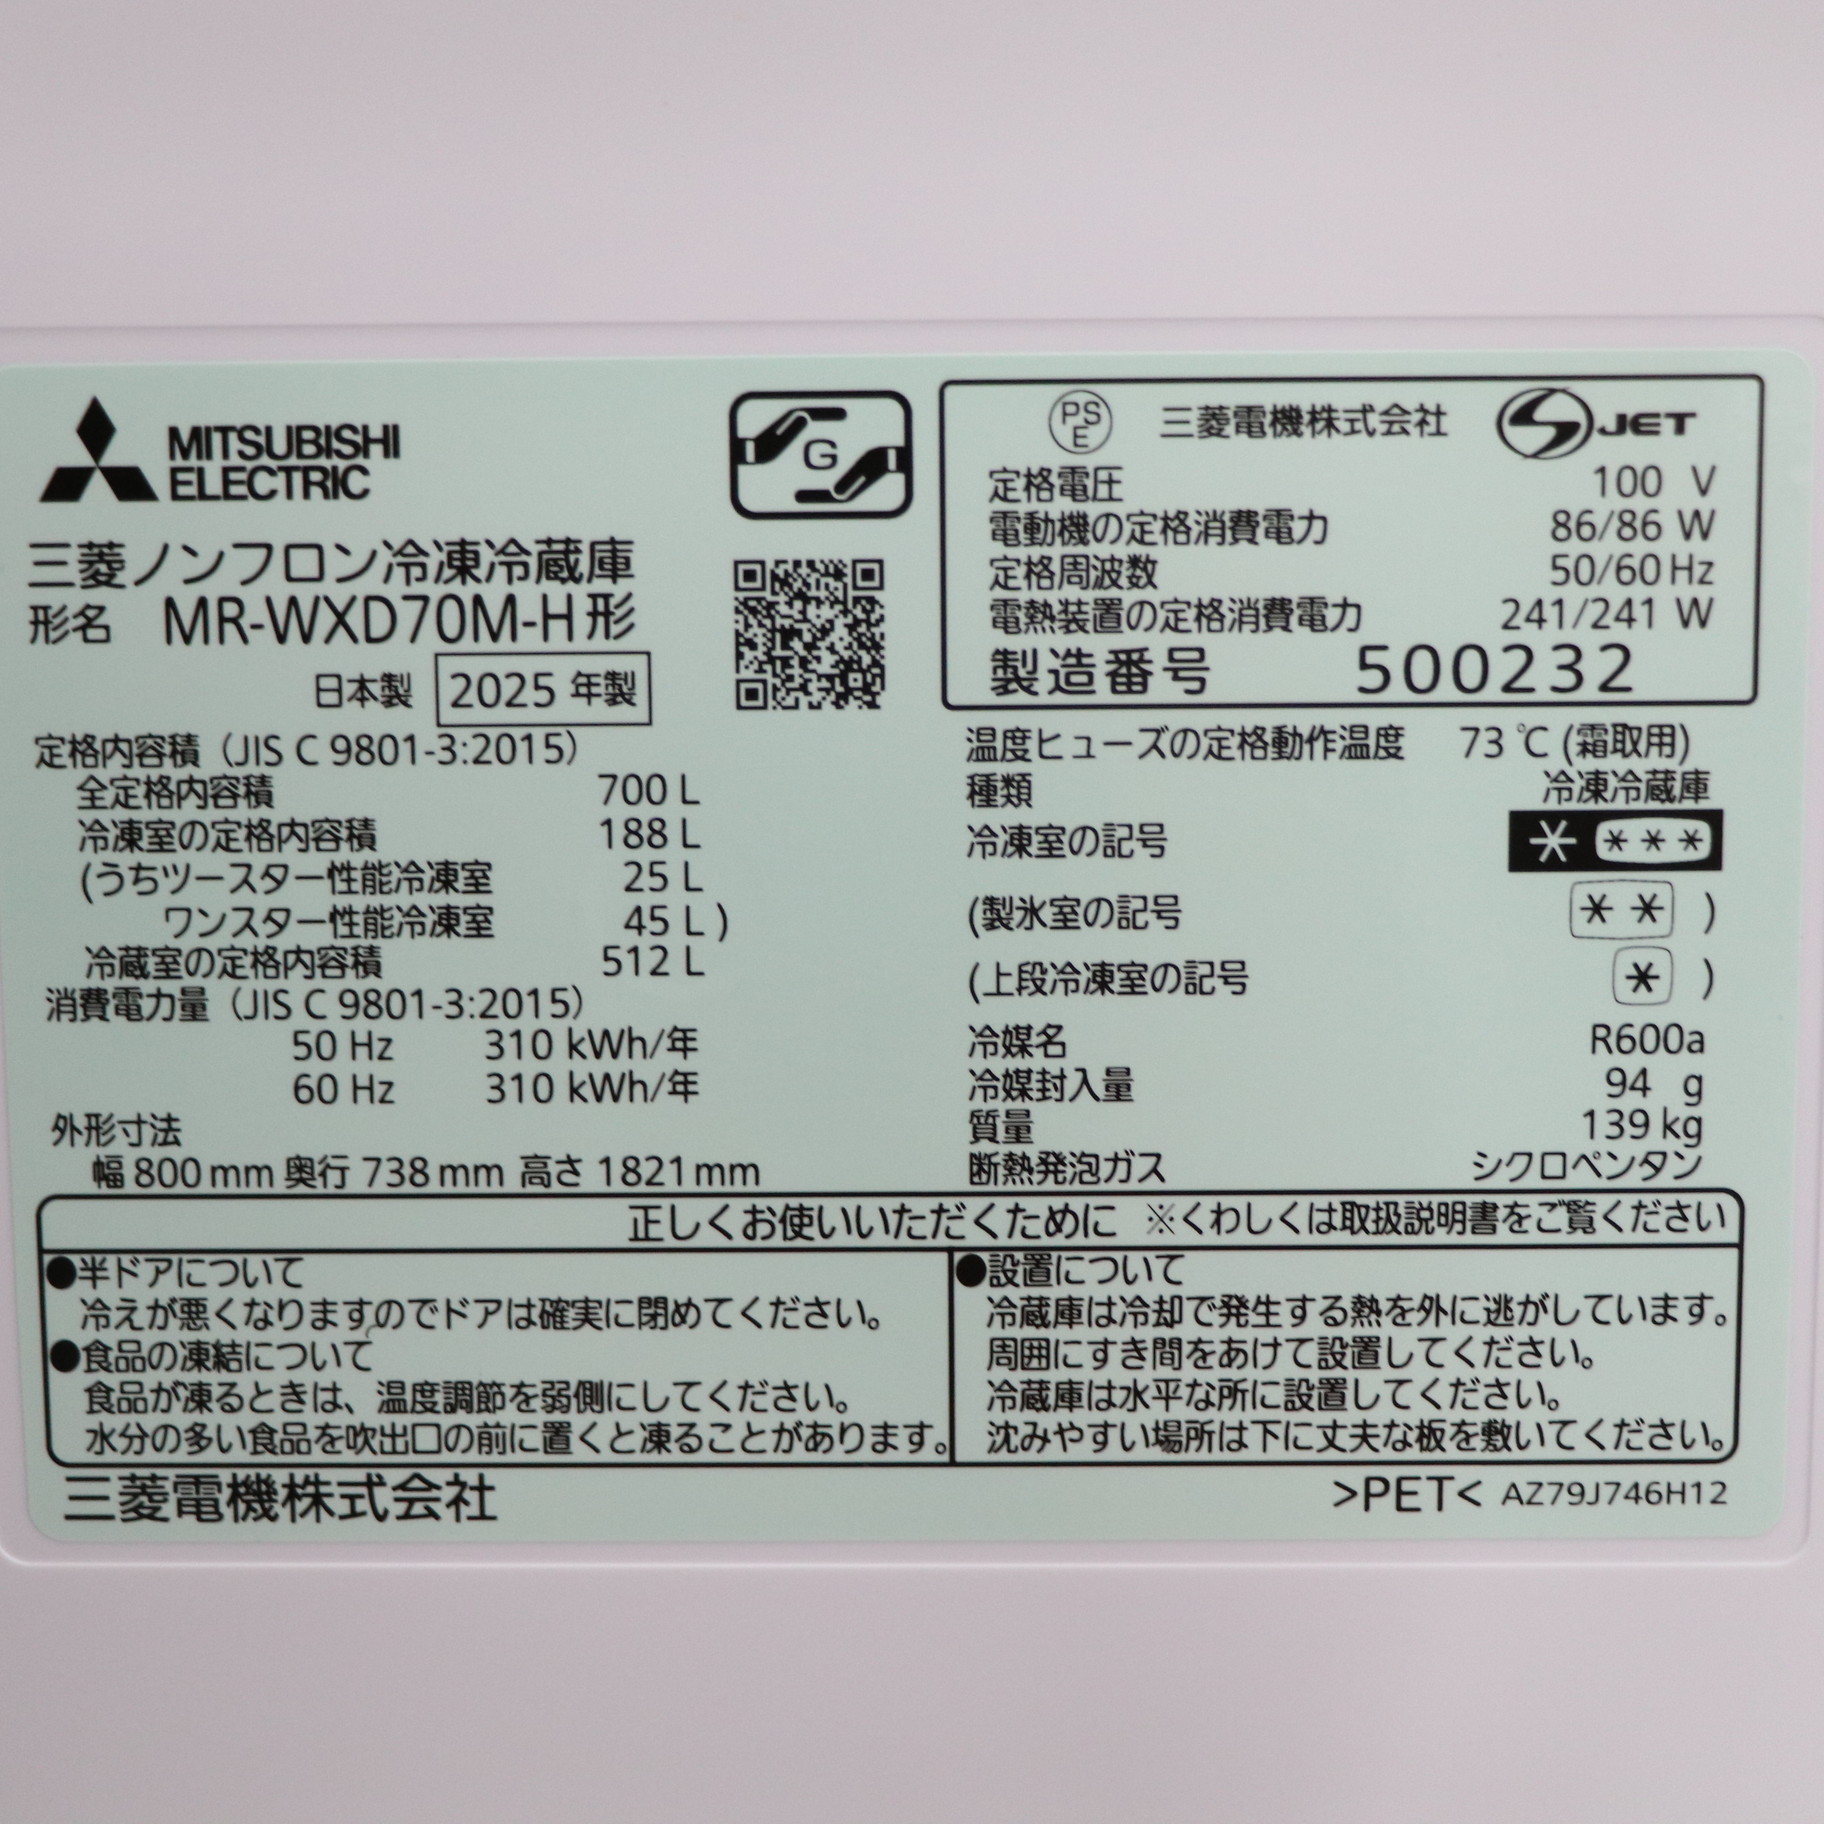 MITSUBISHI
ELECTRIC
G
三菱ノンフロン冷凍冷蔵庫
形名 MR-WXD70M-H形
日本製 2025 年製
定格内容積（JIS C 9801-3:2015）
全定格内容積 700 L
冷凍室の定格内容積 188 L
(うちツースター性能冷凍室 25 L
ワンスター性能冷凍室 45 L )
冷蔵室の定格内容積 512 L
消費電力量（JIS C 9801-3:2015）
50 Hz 310 kWh/年
60 Hz 310 kWh/年
外形寸法
幅 800 mm 奥行 738 mm 高さ 1821 mm
PS
E
三菱電機株式会社 JET
定格電圧 100 V
電動機の定格消費電力 86/86 W
定格周波数 50/60 Hz
電熱装置の定格消費電力 241/241 W
製造番号 500232
温度ヒューズの定格動作温度 73 ℃ (霜取用)
種類 冷凍冷蔵庫
冷凍室の記号 * ***
(製氷室の記号 ** )
(上段冷凍室の記号 * )
冷媒名 R600a
冷媒封入量 94 g
質量 139 kg
断熱発泡ガス シクロペンタン
正しくお使いいただくために ※くわしくは取扱説明書をご覧ください
●半ドアについて
冷えが悪くなりますのでドアは確実に閉めてください。
●食品の凍結について
食品が凍るときは、温度調節を弱側にしてください。
水分の多い食品を吹出口の前に置くと凍ることがあります。
●設置について
冷蔵庫は冷却で発生する熱を外に逃がしています。
周囲にすき間をあけて設置してください。
冷蔵庫は水平な所に設置してください。
沈みやすい場所は下に丈夫な板を敷いてください。
三菱電機株式会社
>PET< AZ79J746H12